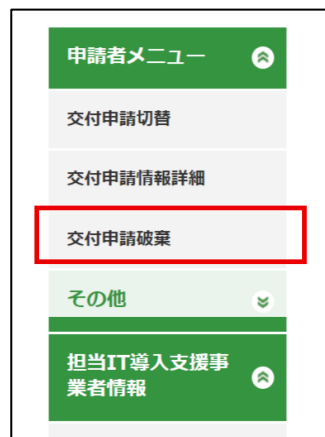 申請者メニュー
交付申請切替
交付申請情報詳細
交付申請破棄
その他
担当IT導入支援事
業者情報